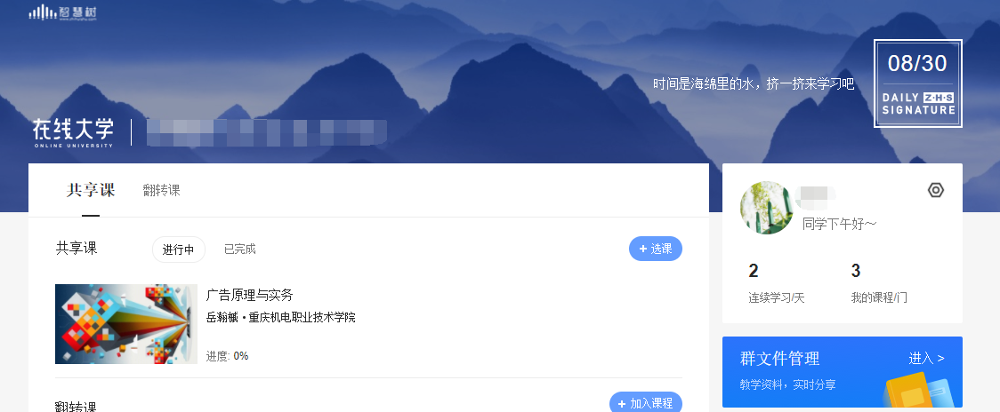 智慧树
08/30
时间是海绵里的水，挤一挤来学习吧
DAILY Z·H·S
SIGNATURE
在线大学
ONLINE UNIVERSITY
共享课 翻转课
同学下午好～
共享课 进行中 已完成 + 选课
2 3
连续学习/天 我的课程/门
广告原理与实务
岳翰樾・重庆机电职业技术学院
进度: 0%
群文件管理 进入 >
教学资料，实时分享
翻转课 + 加入课程